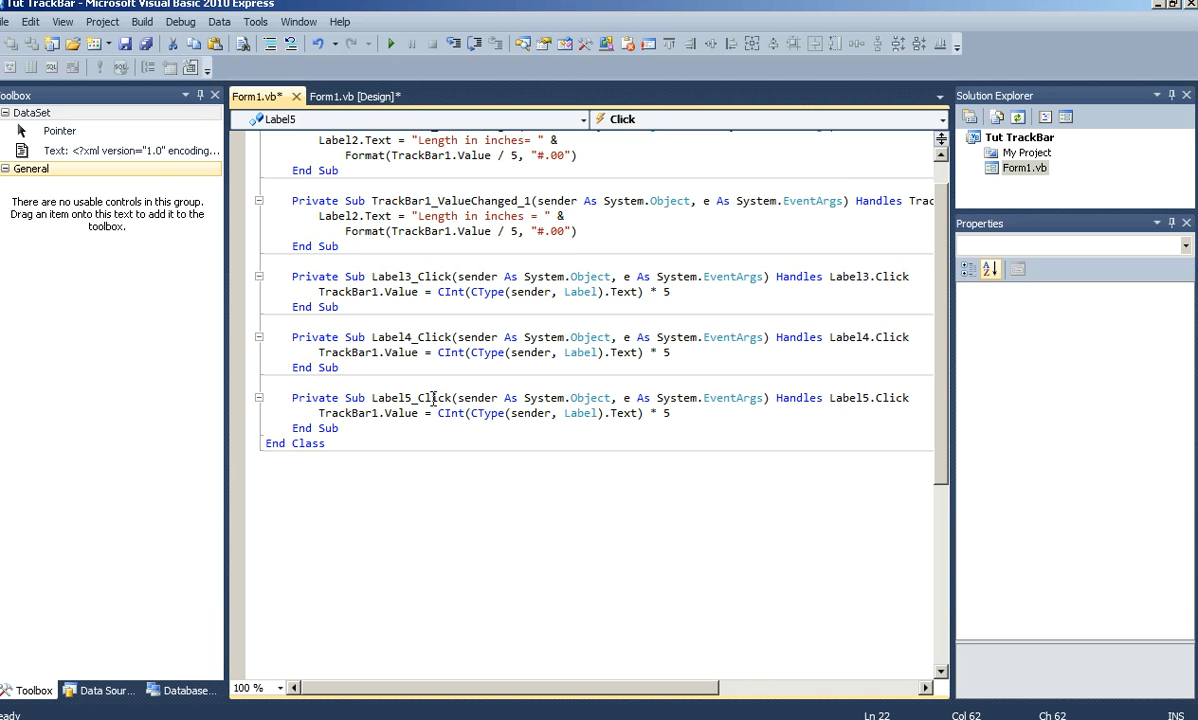 Tut TrackBar - Microsoft Visual Basic 2010 Express
ile Edit View Project Build Debug Data Tools Window Help
oolbox
DataSet
Pointer
Text: <?xml version="1.0" encoding...
General
There are no usable controls in this group. Drag an item onto this text to add it to the toolbox.
Toolbox Data Sour... Database...
Form1.vb* Form1.vb [Design]*
Label5 Click
Label2.Text = "Length in inches= " &
Format(TrackBar1.Value / 5, "#.00")
End Sub
Private Sub TrackBar1_ValueChanged_1(sender As System.Object, e As System.EventArgs) Handles Trac
Label2.Text = "Length in inches = " &
Format(TrackBar1.Value / 5, "#.00")
End Sub
Private Sub Label3_Click(sender As System.Object, e As System.EventArgs) Handles Label3.Click
TrackBar1.Value = CInt(CType(sender, Label).Text) * 5
End Sub
Private Sub Label4_Click(sender As System.Object, e As System.EventArgs) Handles Label4.Click
TrackBar1.Value = CInt(CType(sender, Label).Text) * 5
End Sub
Private Sub Label5_Click(sender As System.Object, e As System.EventArgs) Handles Label5.Click
TrackBar1.Value = CInt(CType(sender, Label).Text) * 5
End Sub
End Class
100 %
Solution Explorer
Tut TrackBar
My Project
Form1.vb
Properties
eady Ln 22 Col 62 Ch 62 INS